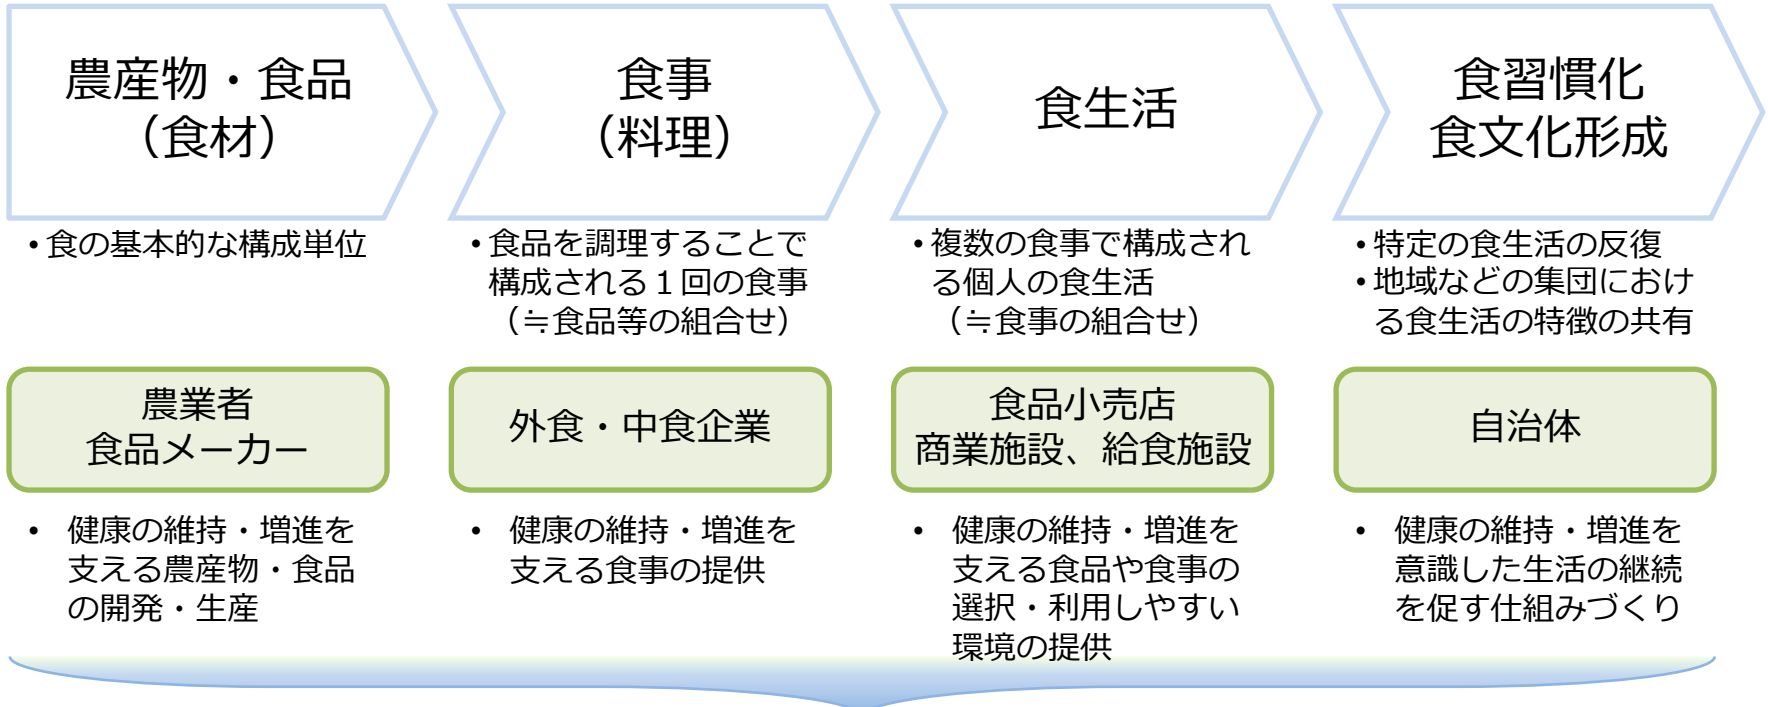 農産物・食品
（食材）
食事
（料理）
食生活
食習慣化
食文化形成
•食の基本的な構成単位
•食品を調理することで
構成される１回の食事
（≒食品等の組合せ）
•複数の食事で構成され
る個人の食生活
（≒食事の組合せ）
•特定の食生活の反復
•地域などの集団におけ
る食生活の特徴の共有
農業者
食品メーカー
外食・中食企業
食品小売店
商業施設、給食施設
自治体
• 健康の維持・増進を
支える農産物・食品
の開発・生産
• 健康の維持・増進を
支える食事の提供
• 健康の維持・増進を
支える食品や食事の
選択・利用しやすい
環境の提供
• 健康の維持・増進を
意識した生活の継続
を促す仕組みづくり